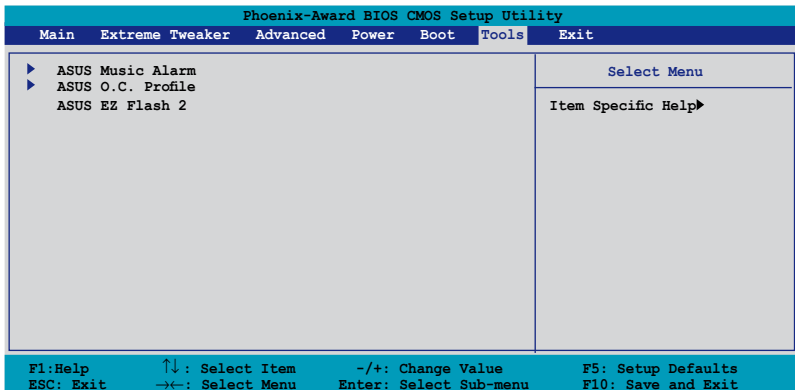 Phoenix-Award BIOS CMOS Setup Utility
Main Extreme Tweaker Advanced Power Boot Tools Exit
ASUS Music Alarm
ASUS O.C. Profile
ASUS EZ Flash 2
Select Menu
Item Specific Help
F1:Help ↑↓ : Select Item -/+: Change Value F5: Setup Defaults
ESC: Exit →←: Select Menu Enter: Select Sub-menu F10: Save and Exit